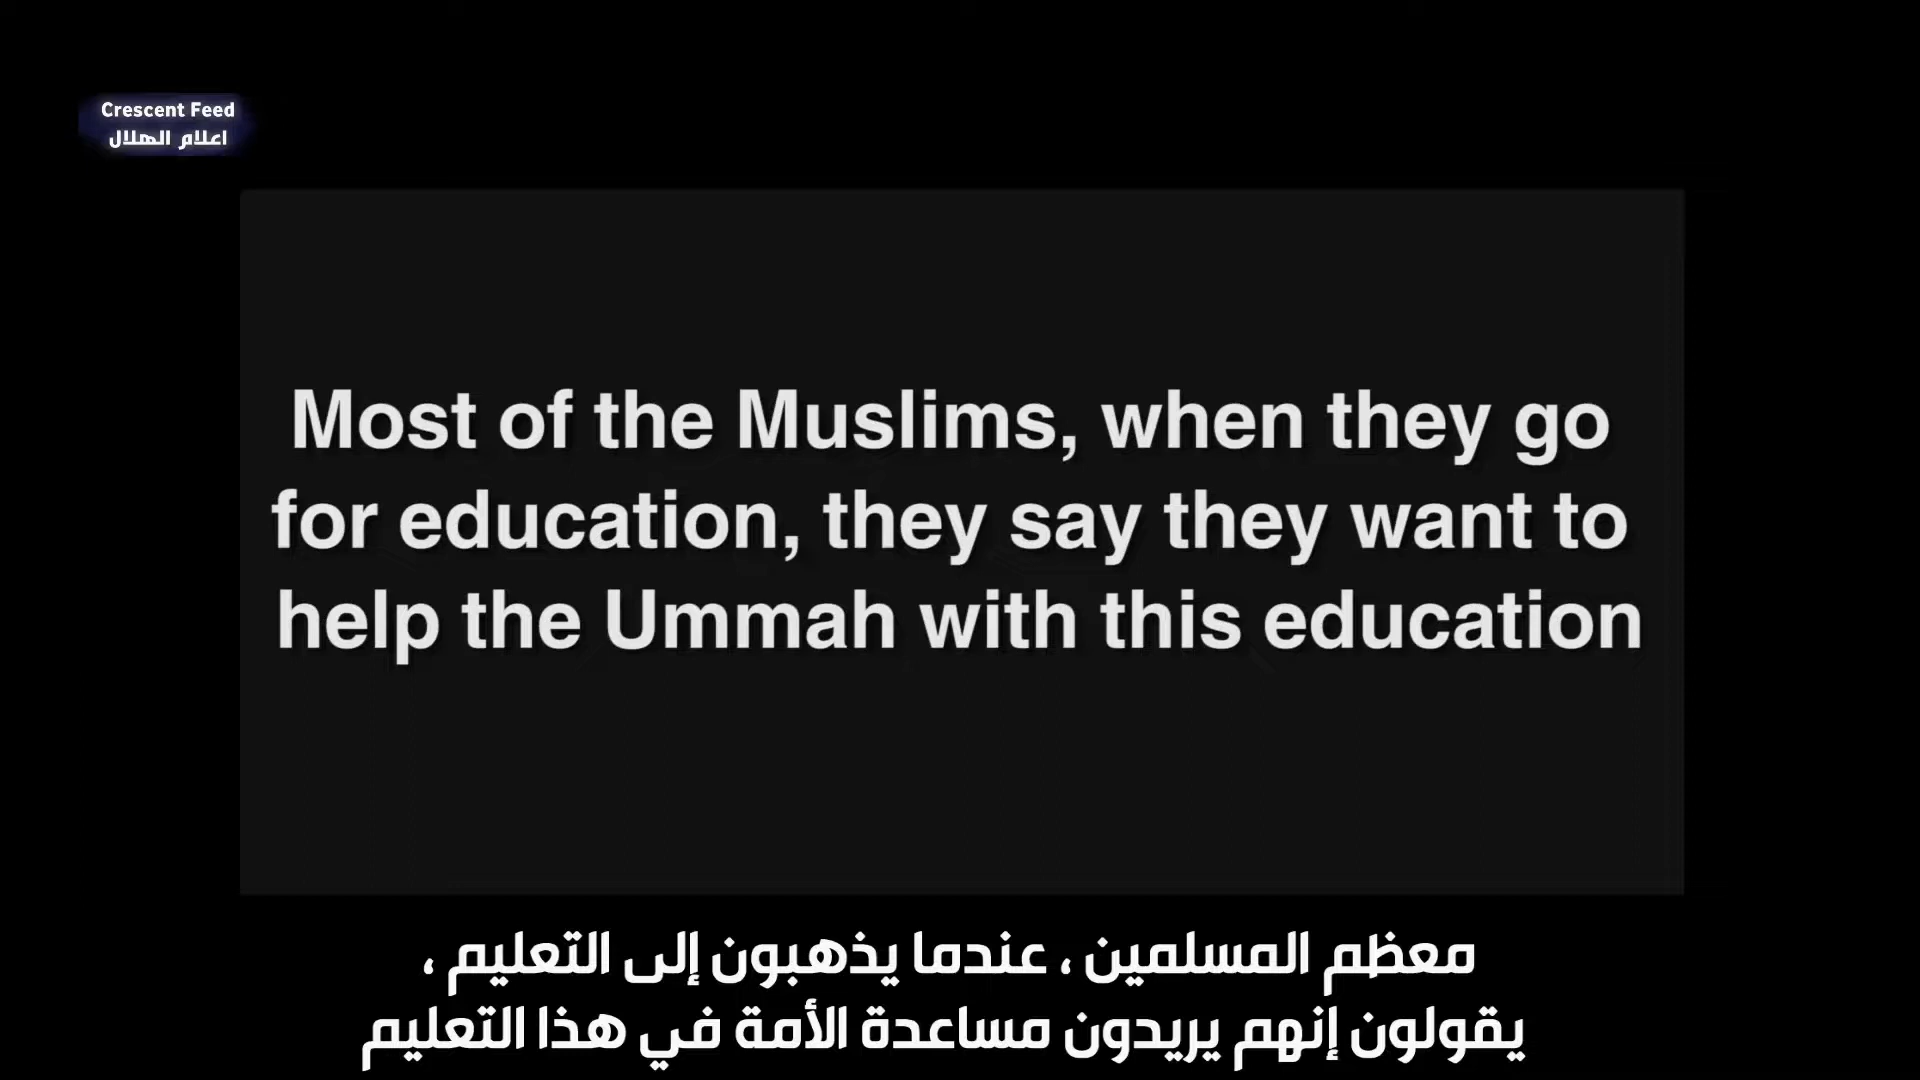 Crescent Feed
اعلام الهلال
Most of the Muslims, when they go
for education, they say they want to
help the Ummah with this education
معظم المسلمين ، عندما يذهبون إلى التعليم ،
يقولون إنهم يريدون مساعدة الأمة في هذا التعليم